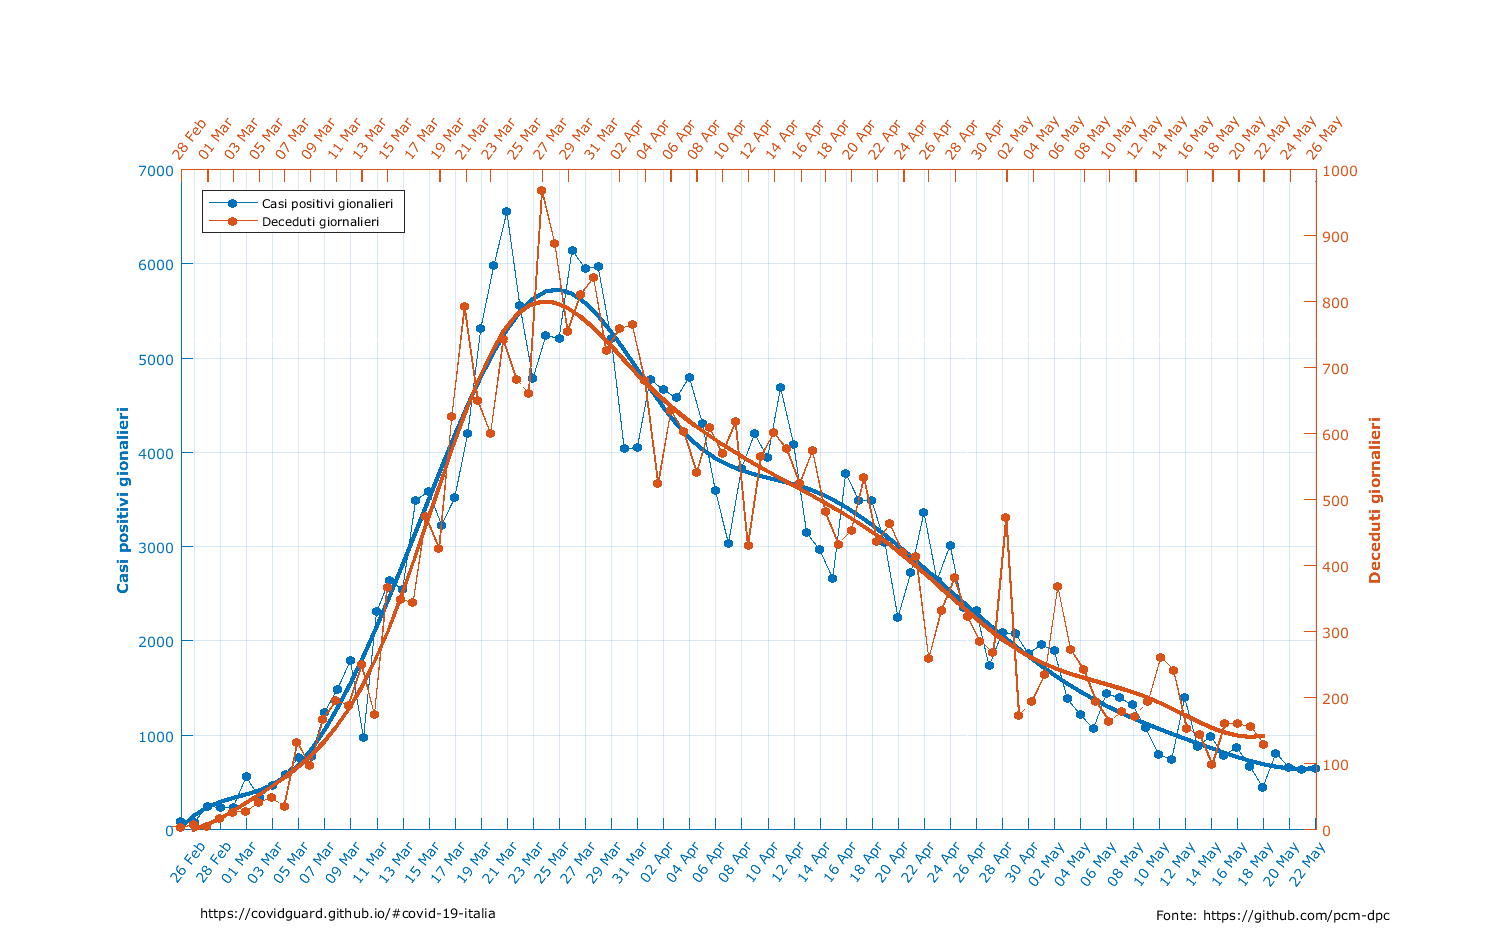 28 Feb
01 Mar
03 Mar
05 Mar
07 Mar
09 Mar
11 Mar
13 Mar
15 Mar
17 Mar
19 Mar
21 Mar
23 Mar
25 Mar
27 Mar
29 Mar
31 Mar
02 Apr
04 Apr
06 Apr
08 Apr
10 Apr
12 Apr
14 Apr
16 Apr
18 Apr
20 Apr
22 Apr
24 Apr
26 Apr
28 Apr
30 Apr
02 May
04 May
06 May
08 May
10 May
12 May
14 May
16 May
18 May
20 May
22 May
24 May
26 May
7000
6000
5000
4000
3000
2000
1000
0
Casi positivi gionalieri
Casi positivi gionalieri
Deceduti giornalieri
1000
900
800
700
600
500
400
300
200
100
0
Deceduti giornalieri
26 Feb
28 Feb
01 Mar
03 Mar
05 Mar
07 Mar
09 Mar
11 Mar
13 Mar
15 Mar
17 Mar
19 Mar
21 Mar
23 Mar
25 Mar
27 Mar
29 Mar
31 Mar
02 Apr
04 Apr
06 Apr
08 Apr
10 Apr
12 Apr
14 Apr
16 Apr
18 Apr
20 Apr
22 Apr
24 Apr
26 Apr
28 Apr
30 Apr
02 May
04 May
06 May
08 May
10 May
12 May
14 May
16 May
18 May
20 May
22 May
https://covidguard.github.io/#covid-19-italia
Fonte: https://github.com/pcm-dpc